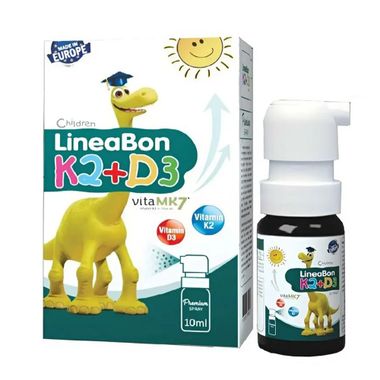 MADE IN
EUROPE
Children
LineaBon
K2+D3
vitaMK7
Vitamin
D3
Vitamin
K2
Premium
SPRAY
10ml
Children
LineaBon
K2+D3
vitaMK7